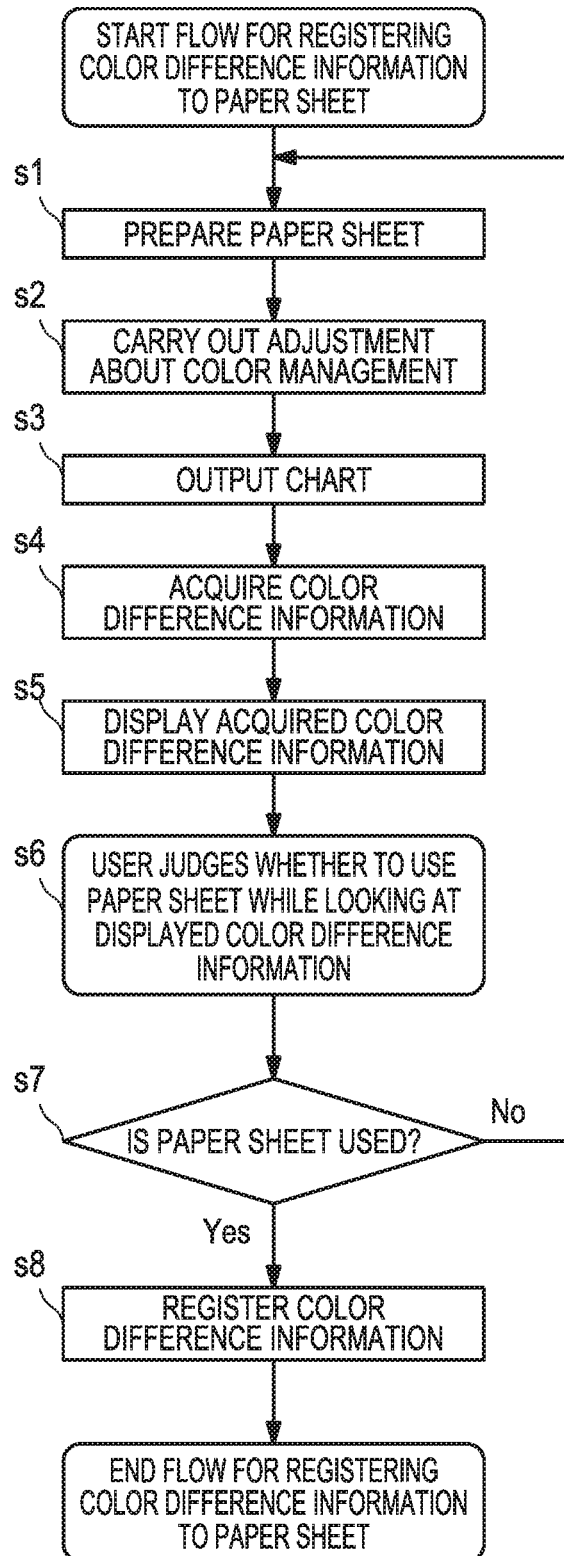 START FLOW FOR REGISTERING
COLOR DIFFERENCE INFORMATION
TO PAPER SHEET
s1
PREPARE PAPER SHEET
s2
CARRY OUT ADJUSTMENT
ABOUT COLOR MANAGEMENT
s3
OUTPUT CHART
s4
ACQUIRE COLOR
DIFFERENCE INFORMATION
s5
DISPLAY ACQUIRED COLOR
DIFFERENCE INFORMATION
s6
USER JUDGES WHETHER TO USE
PAPER SHEET WHILE LOOKING AT
DISPLAYED COLOR DIFFERENCE
INFORMATION
s7
IS PAPER SHEET USED?
No
Yes
s8
REGISTER COLOR
DIFFERENCE INFORMATION
END FLOW FOR REGISTERING
COLOR DIFFERENCE INFORMATION
TO PAPER SHEET